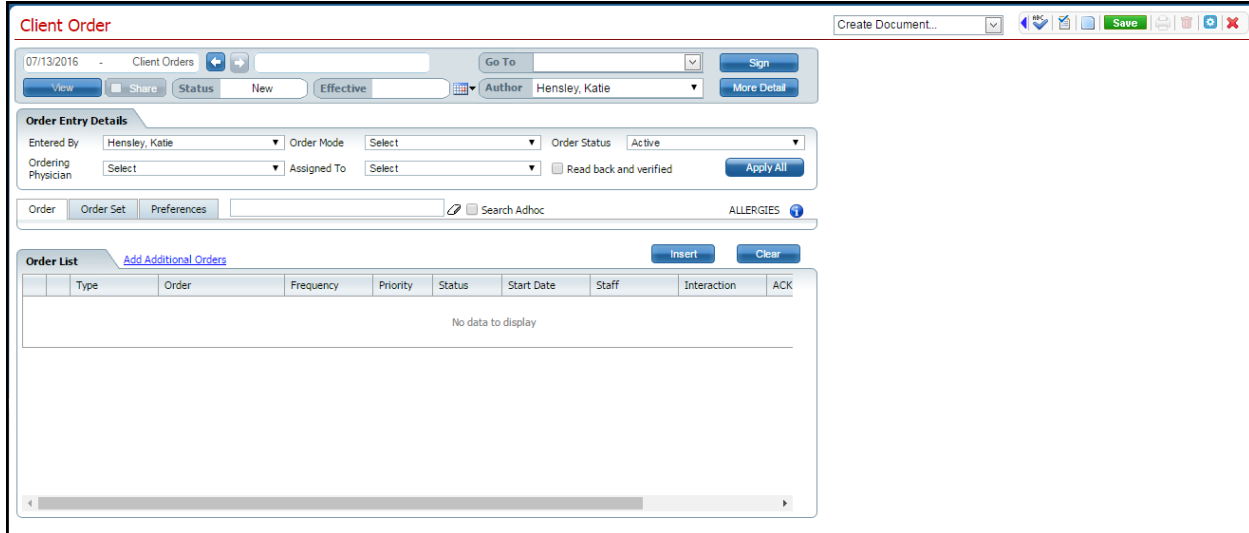 Client Order
Create Document...
ABC
Save
07/13/2016 - Client Orders
Go To
Sign
View
Share
Status New
Effective
Author Hensley, Katie
More Detail
Order Entry Details
Entered By Hensley, Katie
Order Mode Select
Order Status Active
Ordering
Physician
Select
Assigned To Select
Read back and verified
Apply All
Order Order Set Preferences
Search Adhoc
ALLERGIES
Order List
Add Additional Orders
Insert
Clear
Type Order Frequency Priority Status Start Date Staff Interaction ACK
No data to display